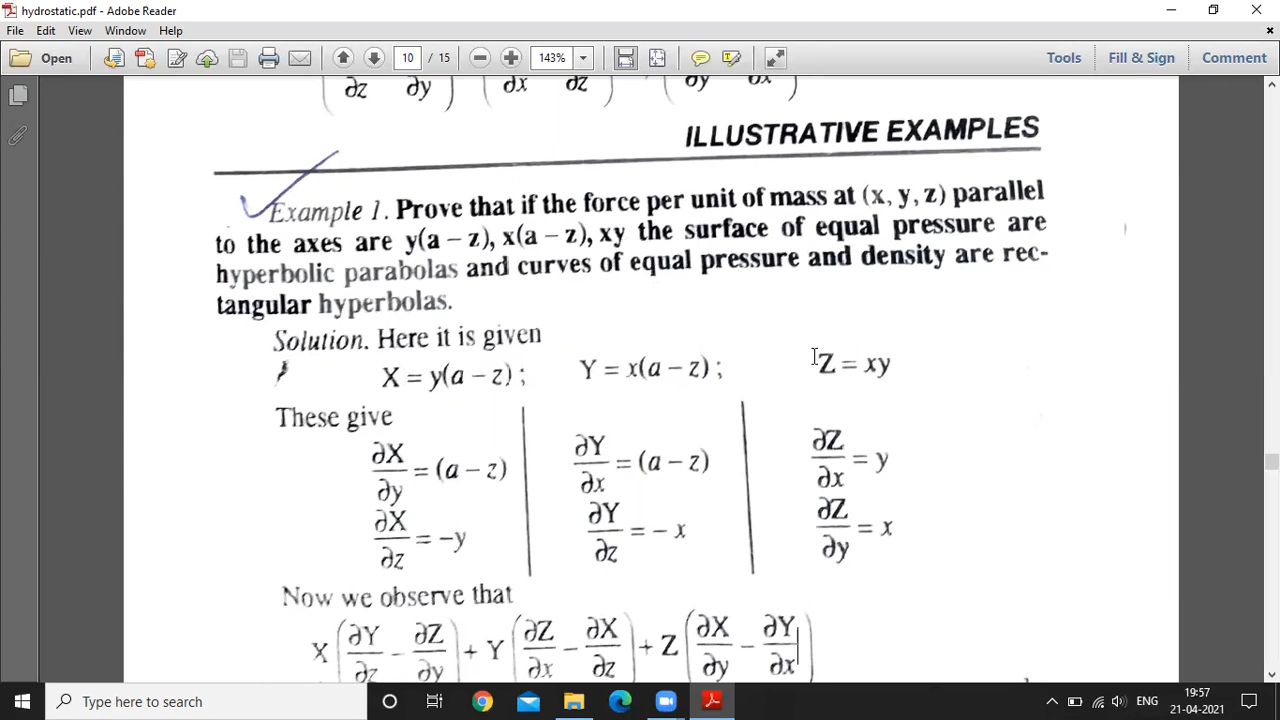 hydrostatic.pdf - Adobe Reader
File Edit View Window Help
Open 10 / 15 143% Tools Fill & Sign Comment
∂z ∂y ∂x ∂z ∂y ∂x
ILLUSTRATIVE EXAMPLES
Example 1. Prove that if the force per unit of mass at (x, y, z) parallel
to the axes are y(a – z), x(a – z), xy the surface of equal pressure are
hyperbolic parabolas and curves of equal pressure and density are rec-
tangular hyperbolas.
Solution. Here it is given
X = y(a – z) ; Y = x(a – z) ; Z = xy
These give
∂X/∂y = (a – z) ∂Y/∂x = (a – z) ∂Z/∂x = y
∂X/∂z = –y ∂Y/∂z = – x ∂Z/∂y = x
Now we observe that
X (∂Y/∂z – ∂Z/∂y) + Y (∂Z/∂x – ∂X/∂z) + Z (∂X/∂y – ∂Y/∂x)
Type here to search
ENG
19:57
21-04-2021